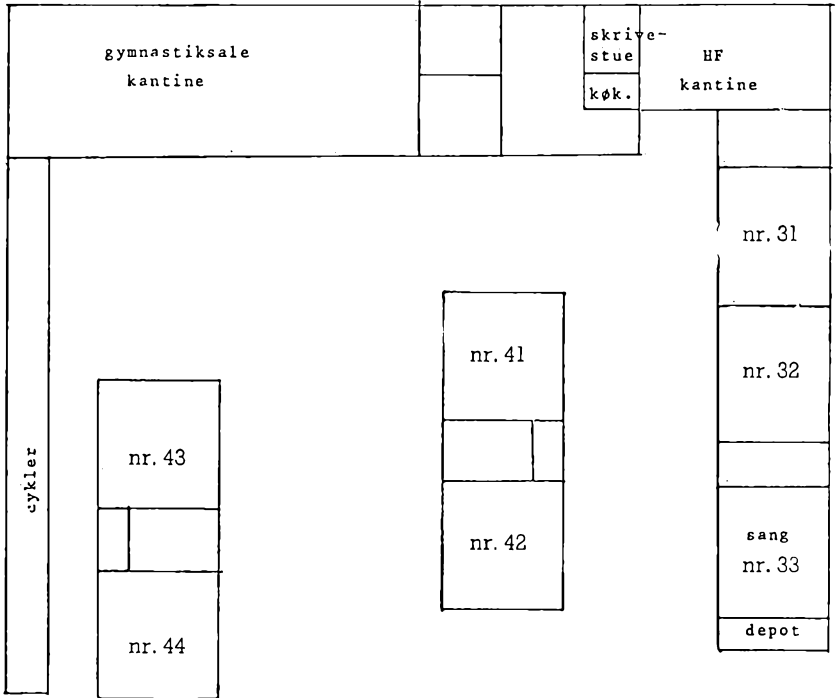 gymnastiksale
kantine
skrive-
stue
køk.
HF
kantine
nr. 31
nr. 41
nr. 32
nr. 43
cykler
nr. 42
sang
nr. 33
depot
nr. 44